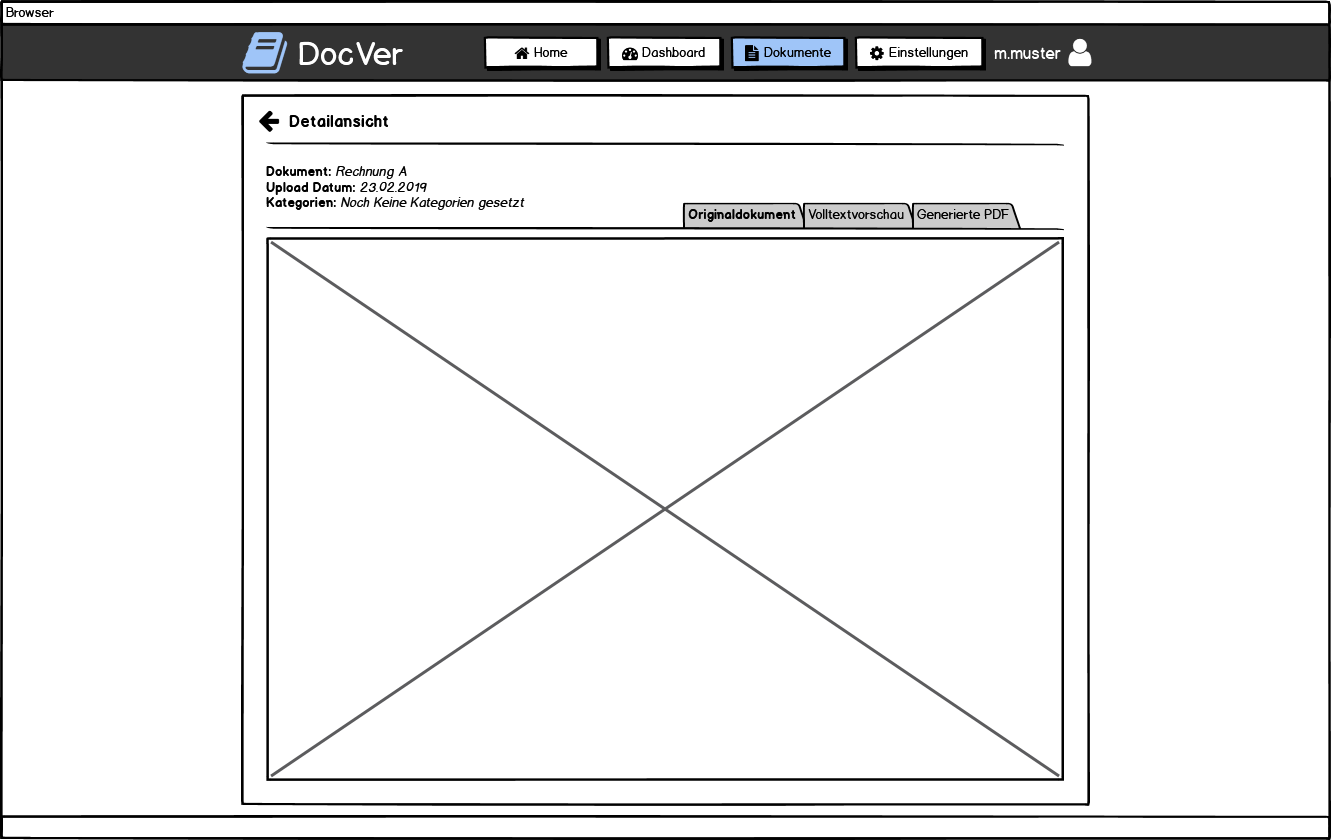 Browser
DocVer
Home
Dashboard
Dokumente
Einstellungen
m.muster
Detailansicht
Dokument: Rechnung A
Upload Datum: 23.02.2019
Kategorien: Noch Keine Kategorien gesetzt
Originaldokument
Volltextvorschau
Generierte PDF